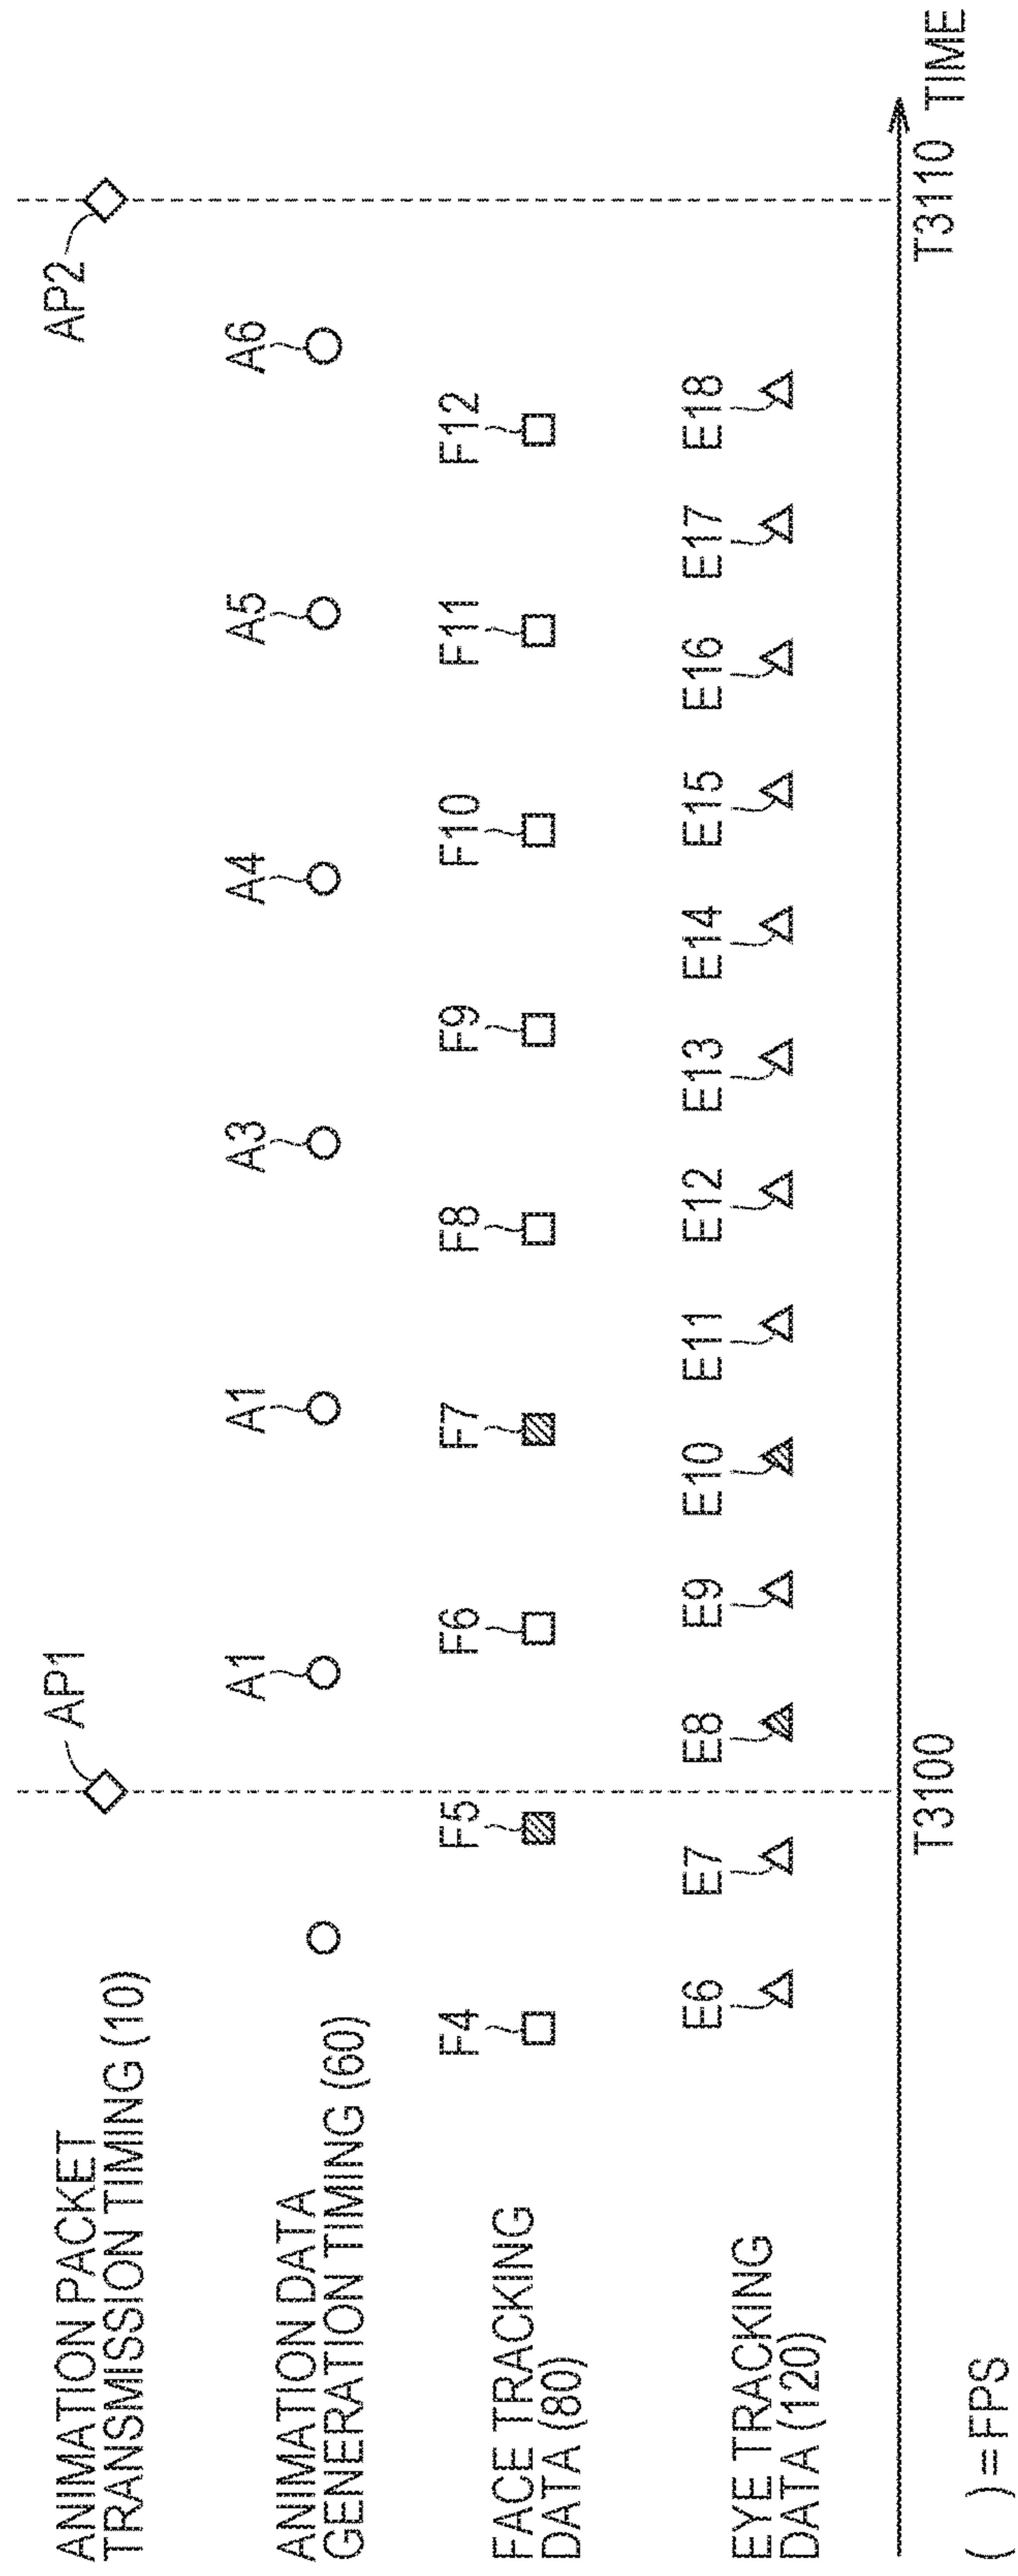 ANIMATION PACKET
TRANSMISSION TIMING (10)
AP1
AP2
ANIMATION DATA
GENERATION TIMING (60)
A1
A1
A3
A4
A5
A6
FACE TRACKING
DATA (80)
F4
F5
F6
F7
F8
F9
F10
F11
F12
EYE TRACKING
DATA (120)
E6
E7
E8
E9
E10
E11
E12
E13
E14
E15
E16
E17
E18
T3100
T3110
TIME
( ) = FPS